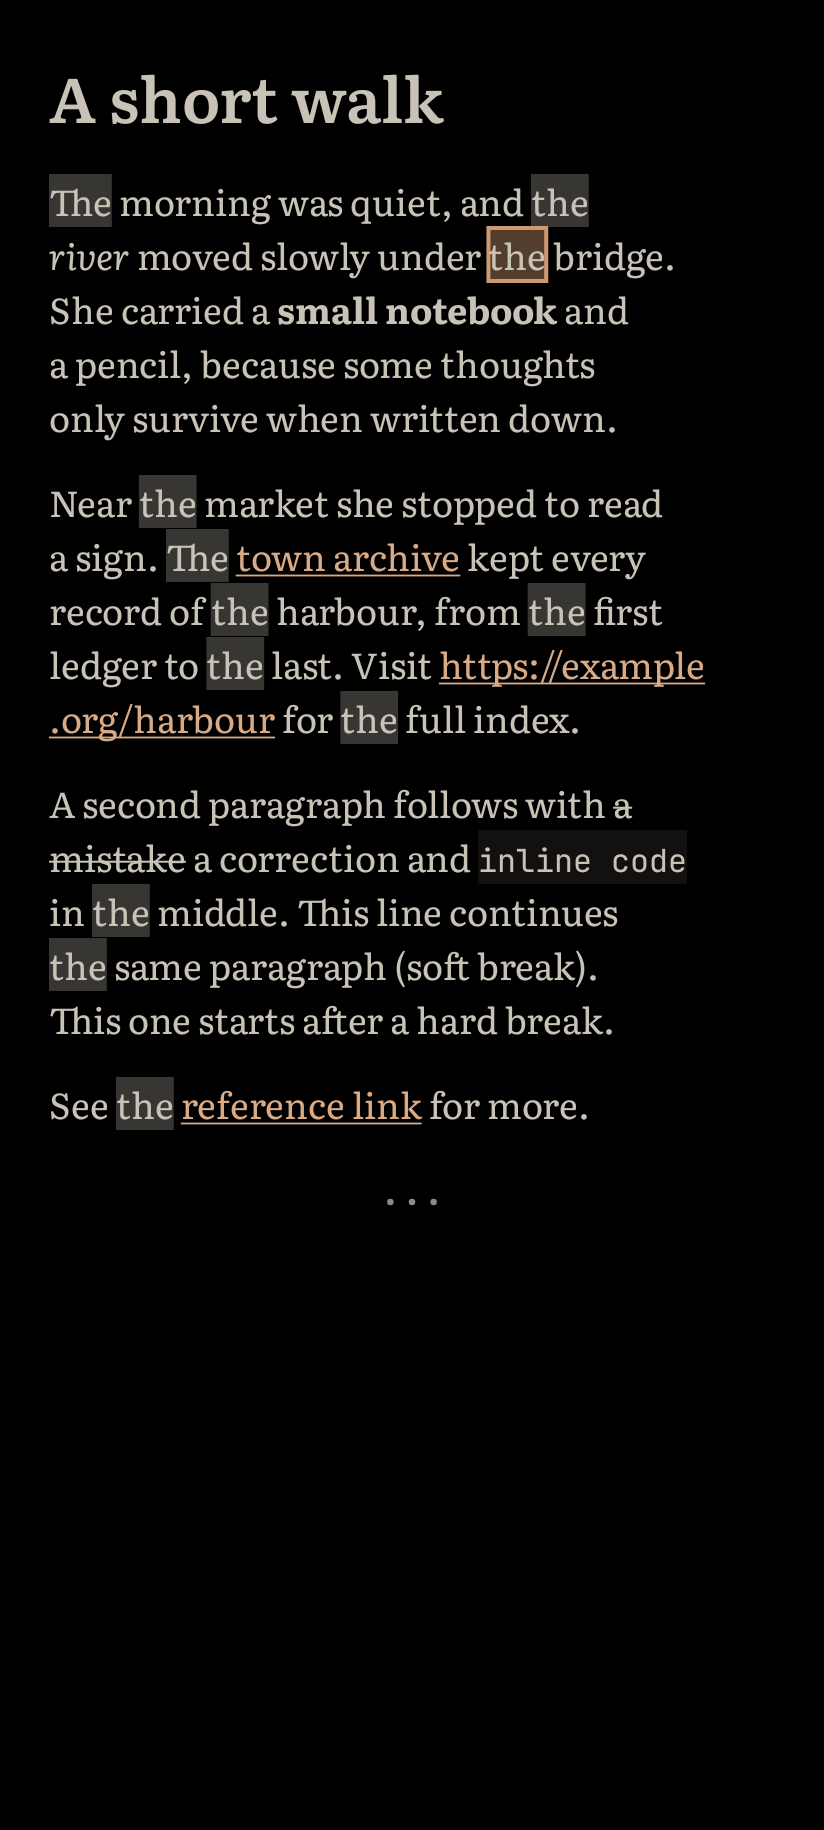 A short walk
The morning was quiet, and the
river moved slowly under the bridge.
She carried a small notebook and
a pencil, because some thoughts
only survive when written down.
Near the market she stopped to read
a sign. The town archive kept every
record of the harbour, from the first
ledger to the last. Visit https://example
.org/harbour for the full index.
A second paragraph follows with a
mistake a correction and inline code
in the middle. This line continues
the same paragraph (soft break).
This one starts after a hard break.
See the reference link for more.
...